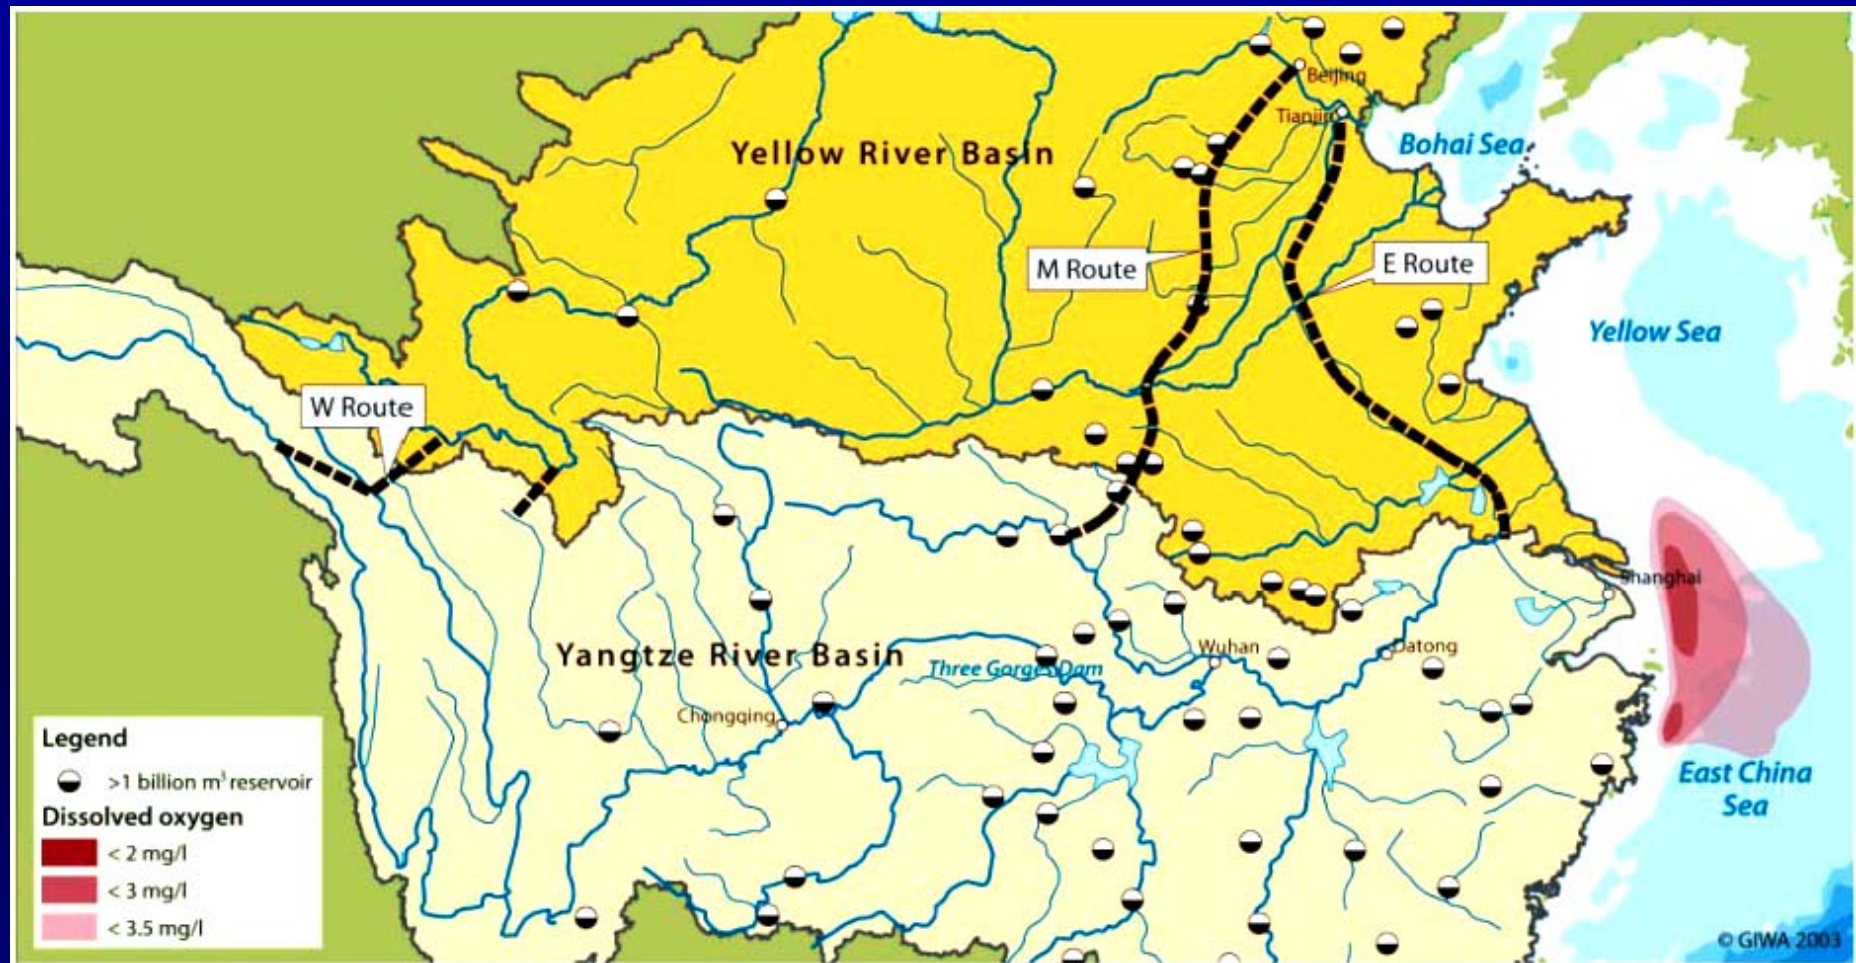 Beijing
Tianjin
Bohai Sea
Yellow River Basin
M Route
E Route
Yellow Sea
W Route
Shanghai
Yangtze River Basin
Three Gorges Dam
Wuhan
Datong
Chongqing
East China
Sea
Legend
>1 billion m³ reservoir
Dissolved oxygen
< 2 mg/l
< 3 mg/l
< 3.5 mg/l
© GIWA 2003